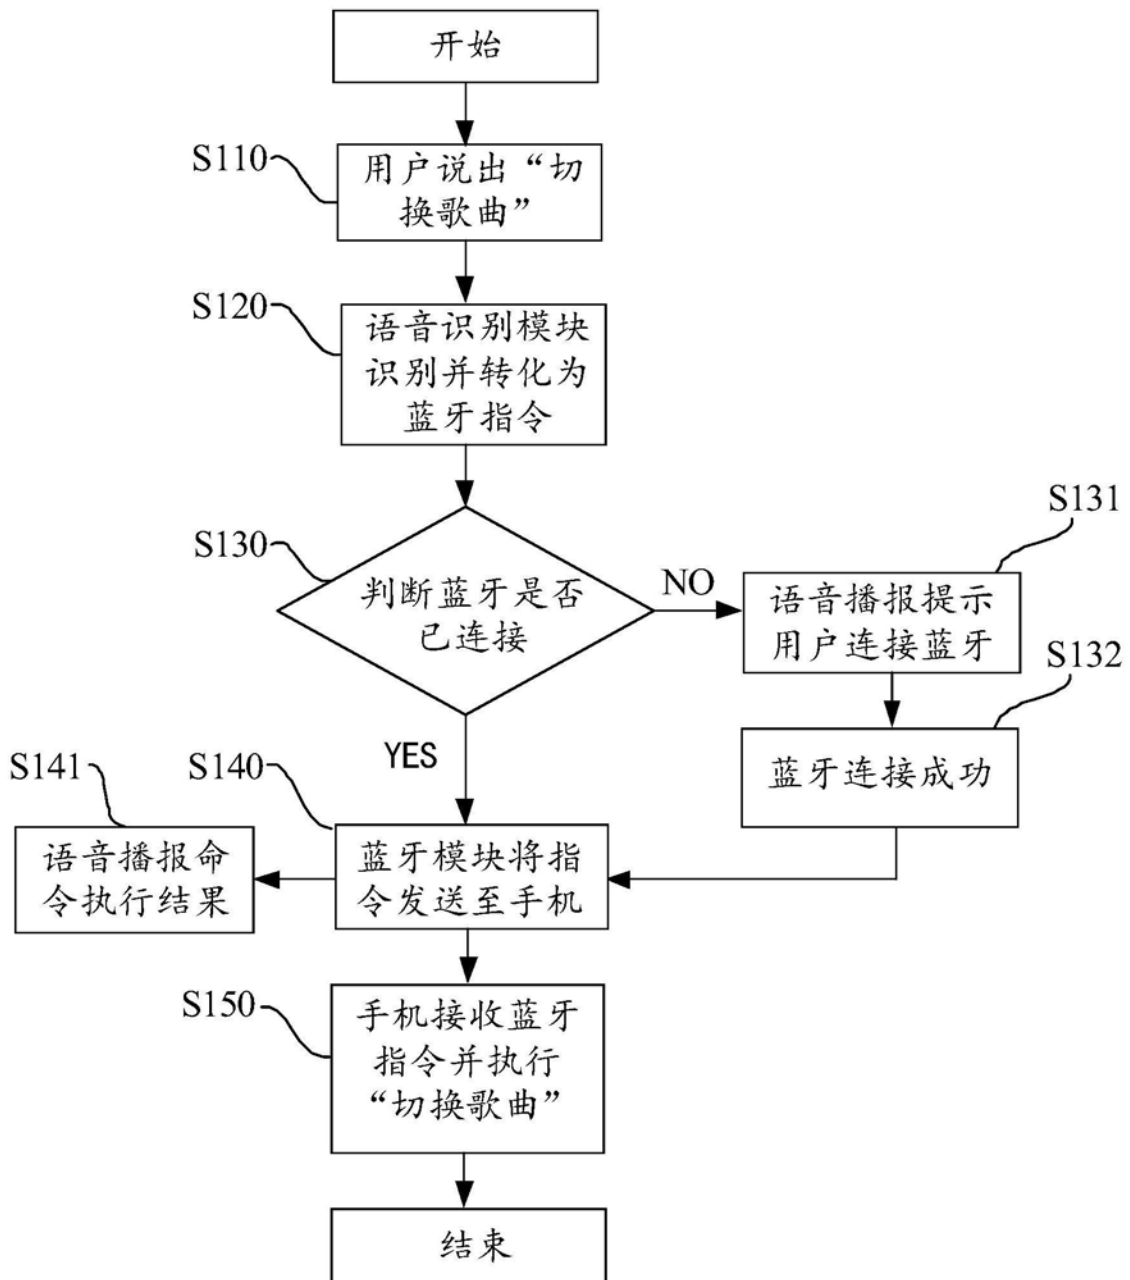 开始
S110
用户说出“切
换歌曲”
S120
语音识别模块
识别并转化为
蓝牙指令
S130
判断蓝牙是否
已连接
NO
S131
语音播报提示
用户连接蓝牙
S132
蓝牙连接成功
YES
S141
语音播报命
令执行结果
S140
蓝牙模块将指
令发送至手机
S150
手机接收蓝牙
指令并执行
“切换歌曲”
结束